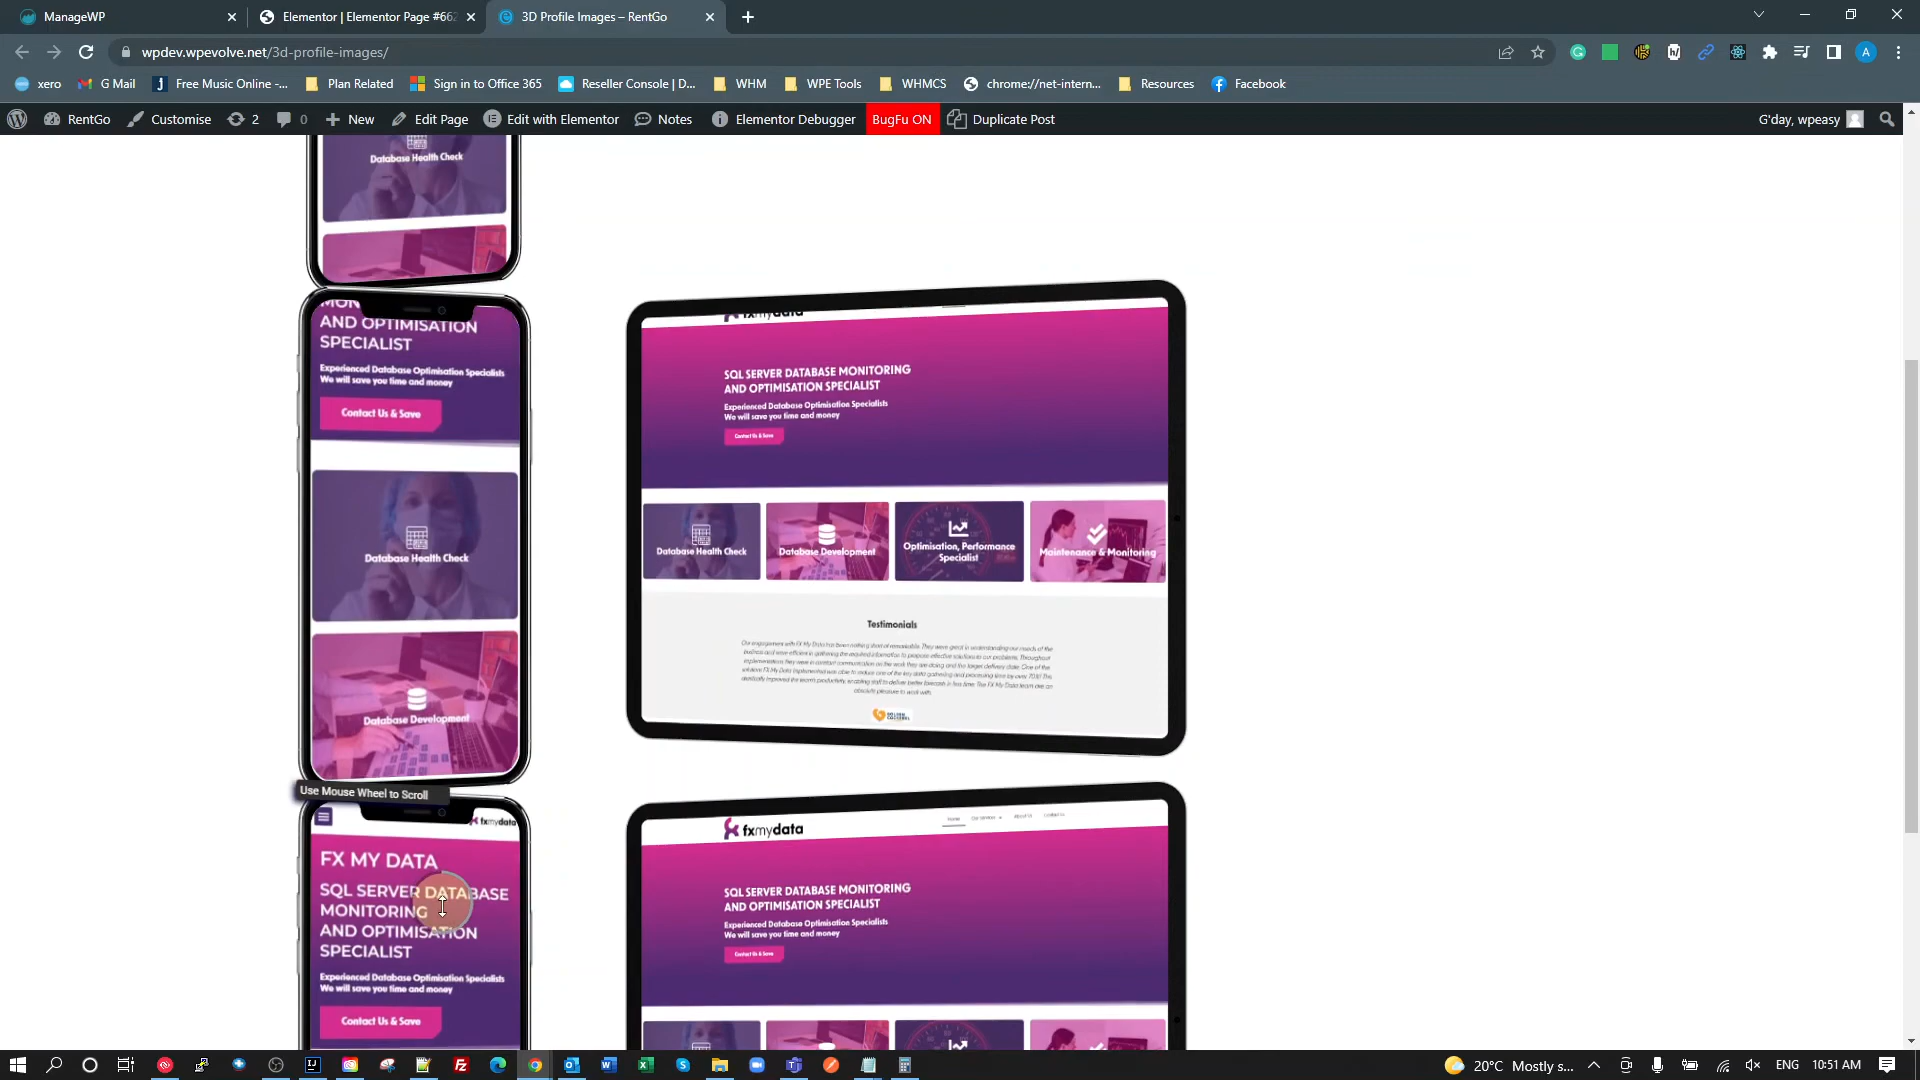 ManageWP
Elementor | Elementor Page #662
3D Profile Images – RentGo
wpdev.wpevolve.net/3d-profile-images/
xero
G Mail
Free Music Online -...
Plan Related
Sign in to Office 365
Reseller Console | D...
WHM
WPE Tools
WHMCS
chrome://net-intern...
Resources
Facebook
RentGo
Customise
2
0
New
Edit Page
Edit with Elementor
Notes
Elementor Debugger
BugFu ON
Duplicate Post
G'day, wpeasy
Database Health Check
AND OPTIMISATION
SPECIALIST
Experienced Database Optimisation Specialists
We will save you time and money
Contact Us & Save
Database Health Check
Database Development
Use Mouse Wheel to Scroll
fxmydata
FX MY DATA
SQL SERVER DATABASE
MONITORING
AND OPTIMISATION
SPECIALIST
Experienced Database Optimisation Specialists
We will save you time and money
Contact Us & Save
fxmydata
SQL SERVER DATABASE MONITORING
AND OPTIMISATION SPECIALIST
Experienced Database Optimisation Specialists
We will save you time and money
Contact Us & Save
Database Health Check
Database Development
Optimisation, Performance
Specialist
Maintenance & Monitoring
Testimonials
fxmydata
Home
Our Services
About Us
Contact Us
SQL SERVER DATABASE MONITORING
AND OPTIMISATION SPECIALIST
Experienced Database Optimisation Specialists
We will save you time and money
Contact Us & Save
20°C Mostly s...
ENG
10:51 AM